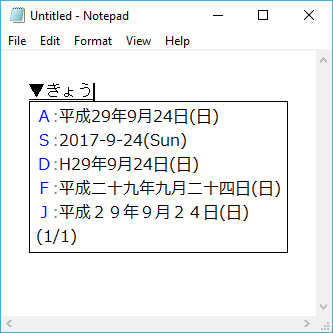 Untitled - Notepad
File Edit Format View Help
▼きょう
A:平成29年9月24日(日)
S:2017-9-24(Sun)
D:H29年9月24日(日)
F:平成二十九年九月二十四日(日)
J:平成２９年９月２４日(日)
(1/1)